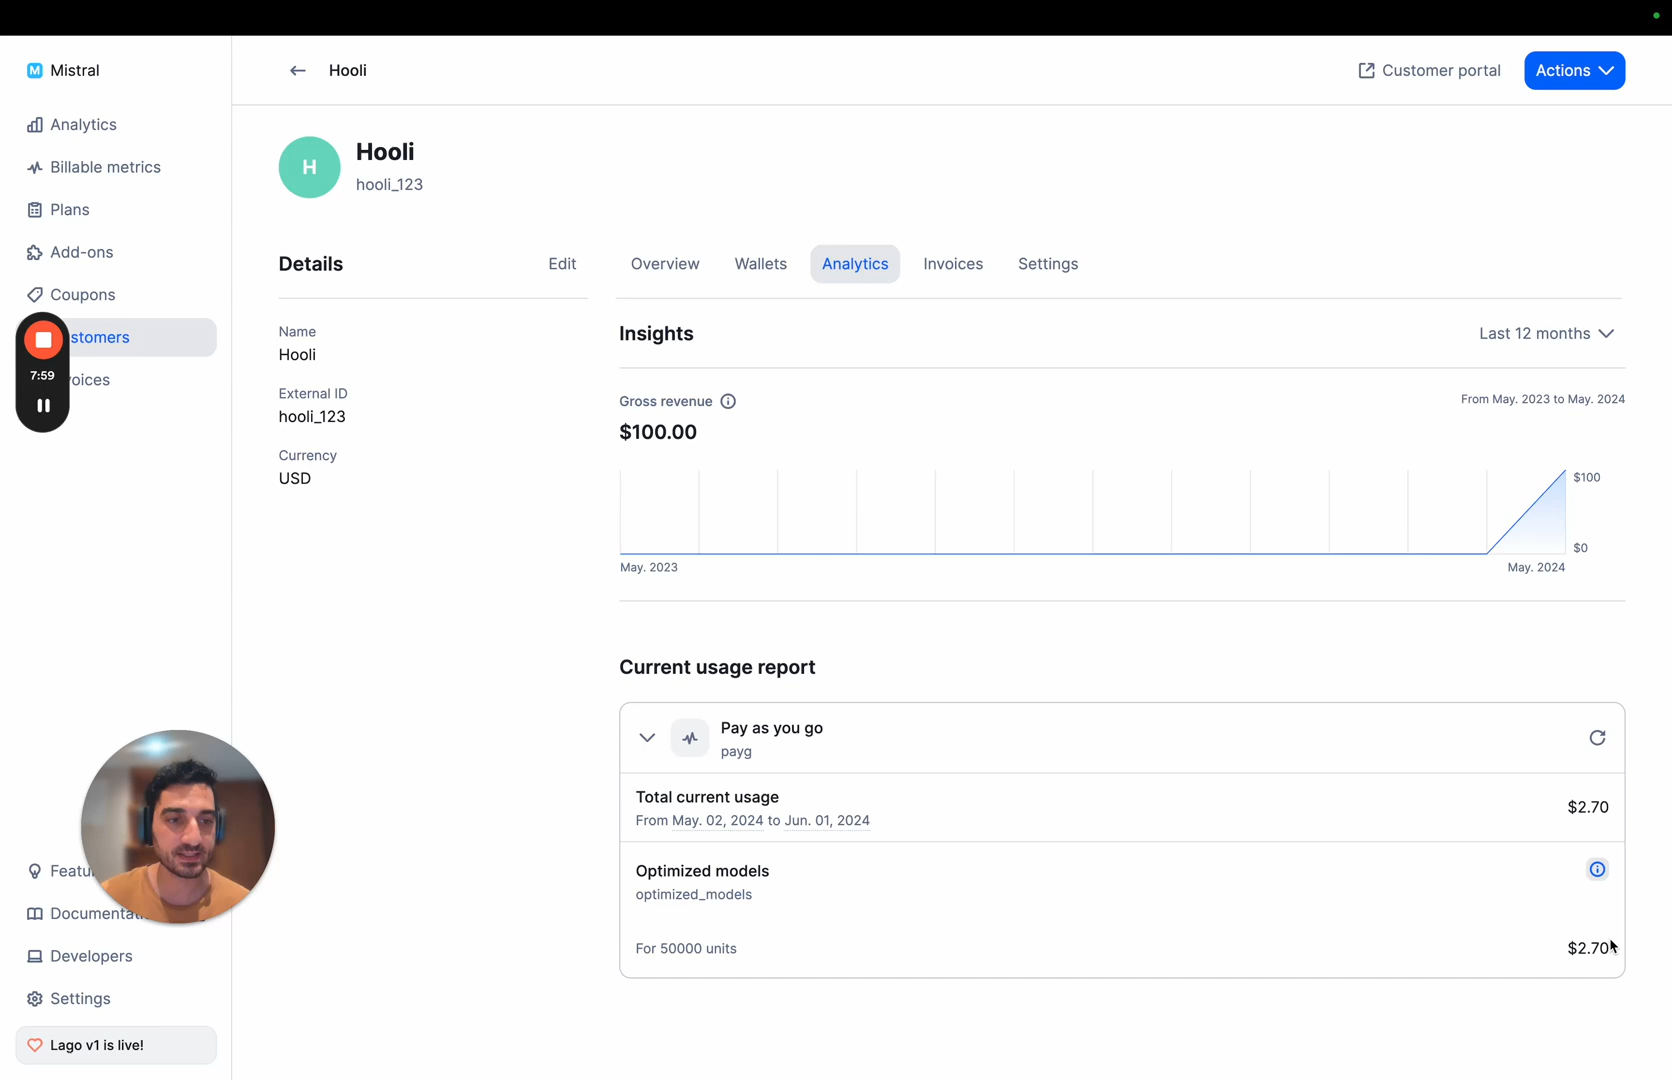 M Mistral
Analytics
Billable metrics
Plans
Add-ons
Coupons
stomers
7:59
voices
Featu
Documentati
Developers
Settings
Lago v1 is live!
Hooli
Customer portal
Actions
H
Hooli
hooli_123
Details
Edit
Name
Hooli
External ID
hooli_123
Currency
USD
Overview
Wallets
Analytics
Invoices
Settings
Insights
Last 12 months
Gross revenue
From May. 2023 to May. 2024
$100.00
$100
$0
May. 2023
May. 2024
Current usage report
Pay as you go
payg
Total current usage
From May. 02, 2024 to Jun. 01, 2024
$2.70
Optimized models
optimized_models
For 50000 units
$2.70